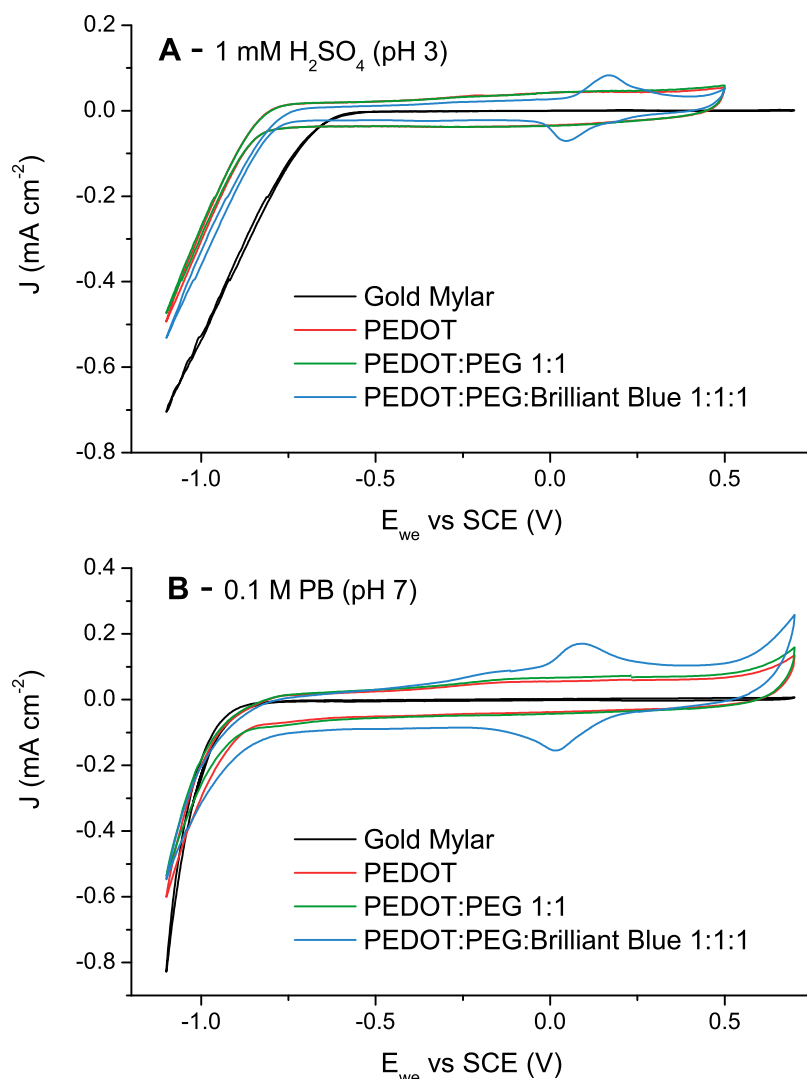 A - 1 mM H₂SO₄ (pH 3)
0.2
0.0
-0.2
-0.4
-0.6
-0.8
J (mA cm⁻²)
Gold Mylar
PEDOT
PEDOT:PEG 1:1
PEDOT:PEG:Brilliant Blue 1:1:1
-1.0 -0.5 0.0 0.5
E_we vs SCE (V)
B - 0.1 M PB (pH 7)
0.4
0.2
0.0
-0.2
-0.4
-0.6
-0.8
J (mA cm⁻²)
Gold Mylar
PEDOT
PEDOT:PEG 1:1
PEDOT:PEG:Brilliant Blue 1:1:1
-1.0 -0.5 0.0 0.5
E_we vs SCE (V)